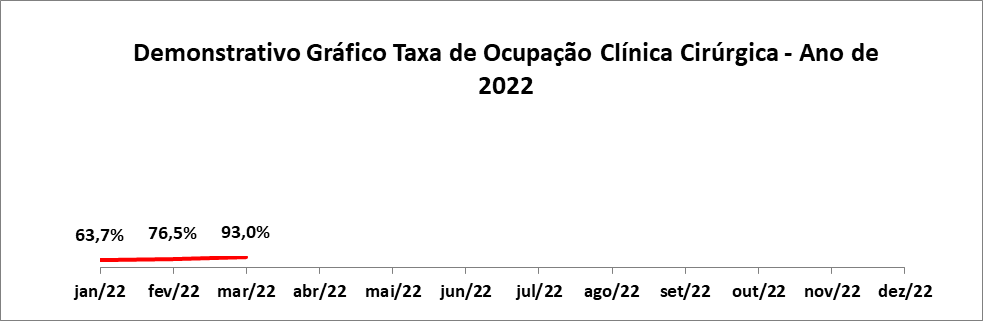 Demonstrativo Gráfico Taxa de Ocupação Clínica Cirúrgica - Ano de
2022
63,7% 76,5% 93,0%
jan/22 fev/22 mar/22 abr/22 mai/22 jun/22 jul/22 ago/22 set/22 out/22 nov/22 dez/22